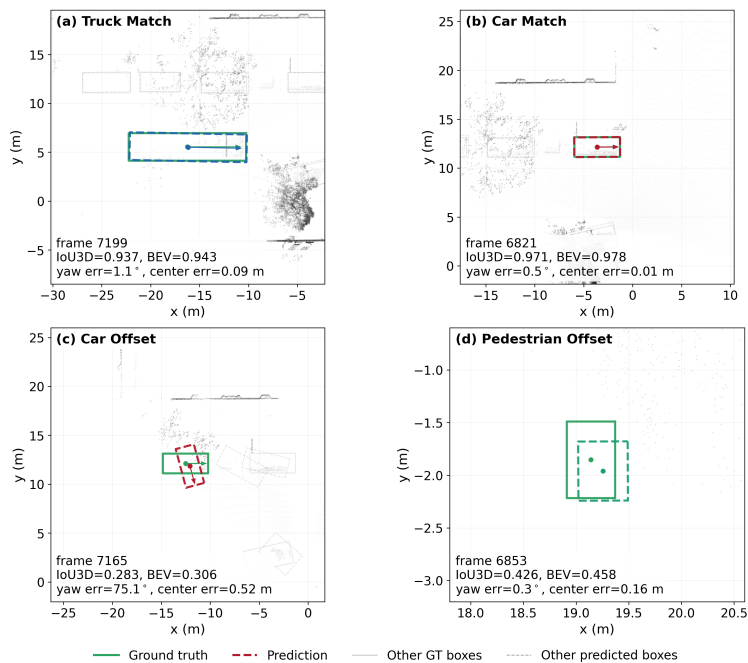 (a) Truck Match
15
10
5
0
−5
y (m)
frame 7199
IoU3D=0.937, BEV=0.943
yaw err=1.1°, center err=0.09 m
−30 −25 −20 −15 −10 −5
x (m)
(b) Car Match
25
20
15
10
5
0
y (m)
frame 6821
IoU3D=0.971, BEV=0.978
yaw err=0.5°, center err=0.01 m
−15 −10 −5 0 5 10
x (m)
(c) Car Offset
25
20
15
10
5
0
y (m)
frame 7165
IoU3D=0.283, BEV=0.306
yaw err=75.1°, center err=0.52 m
−25 −20 −15 −10 −5 0
x (m)
(d) Pedestrian Offset
−1.0
−1.5
−2.0
−2.5
−3.0
y (m)
frame 6853
IoU3D=0.426, BEV=0.458
yaw err=0.3°, center err=0.16 m
18.0 18.5 19.0 19.5 20.0 20.5
x (m)
Ground truth Prediction Other GT boxes Other predicted boxes